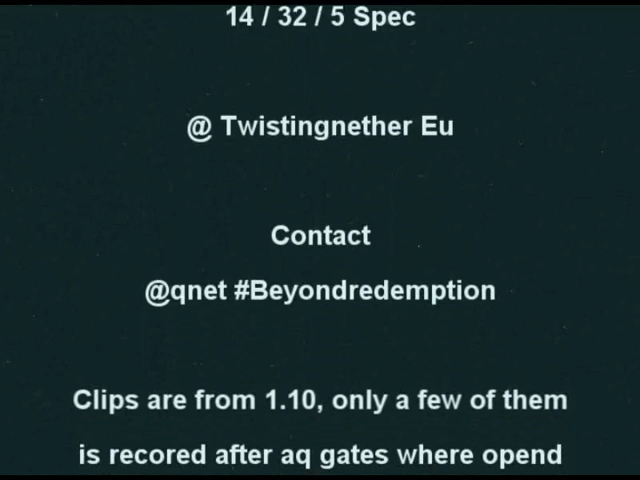 14 / 32 / 5 Spec
@ Twistingnether Eu
Contact
@qnet #Beyondredemption
Clips are from 1.10, only a few of them
is recored after aq gates where opend